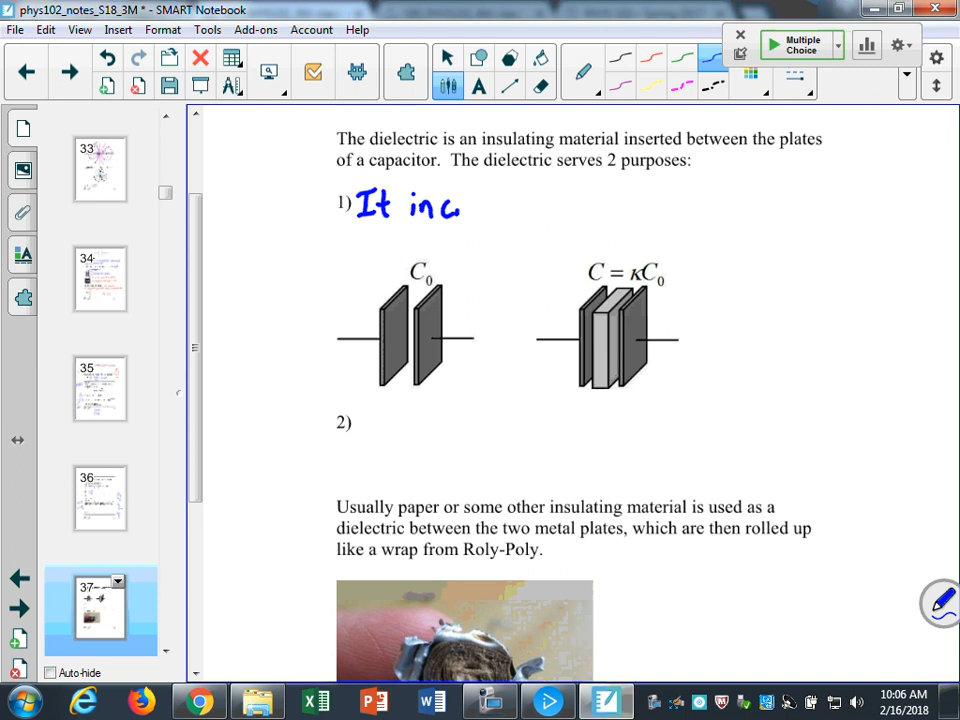 phys102_notes_S18_3M * - SMART Notebook
File Edit View Insert Format Tools Add-ons Account Help
Multiple Choice
33
34
35
36
37
Auto-hide
The dielectric is an insulating material inserted between the plates
of a capacitor. The dielectric serves 2 purposes:
1) It inc
C0
C = κC0
2)
Usually paper or some other insulating material is used as a
dielectric between the two metal plates, which are then rolled up
like a wrap from Roly-Poly.
10:06 AM
2/16/2018